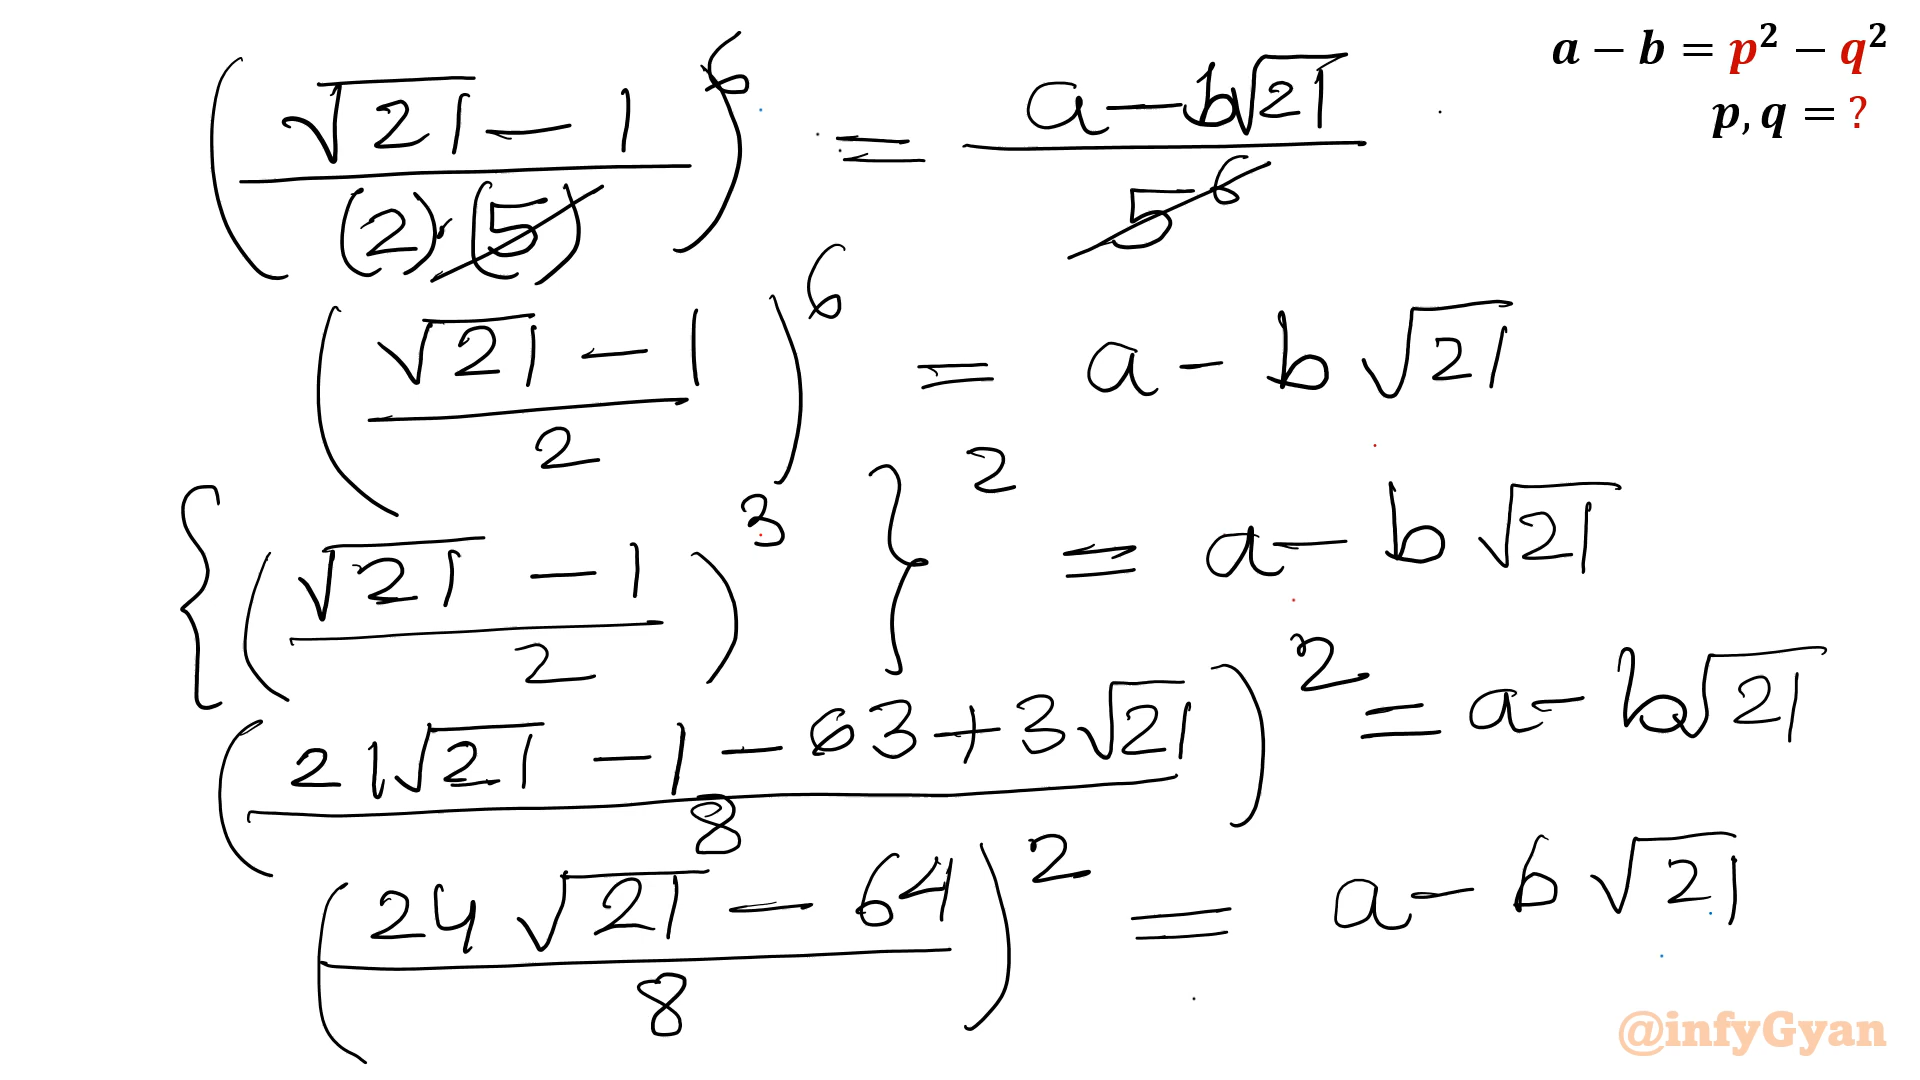 a − b = p² − q²
p, q = ?
((√21 − 1)/((2)·(5)))⁶ = (a − b√21)/5⁶
((√21 − 1)/2)⁶ = a − b√21
{((√21 − 1)/2)³}² = a − b√21
((21√21 − 1 − 63 + 3√21)/8)² = a − b√21
((24√21 − 64)/8)² = a − b√21
@infyGyan